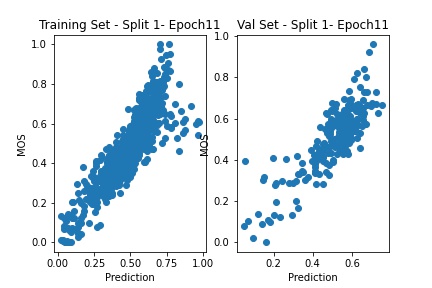 Training Set - Split 1- Epoch11
Val Set - Split 1- Epoch11
1.0
0.8
0.6
0.4
0.2
0.0
MOS
0.00 0.25 0.50 0.75 1.00
Prediction
1.0
0.8
0.6
0.4
0.2
0.0
MOS
0.2 0.4 0.6
Prediction